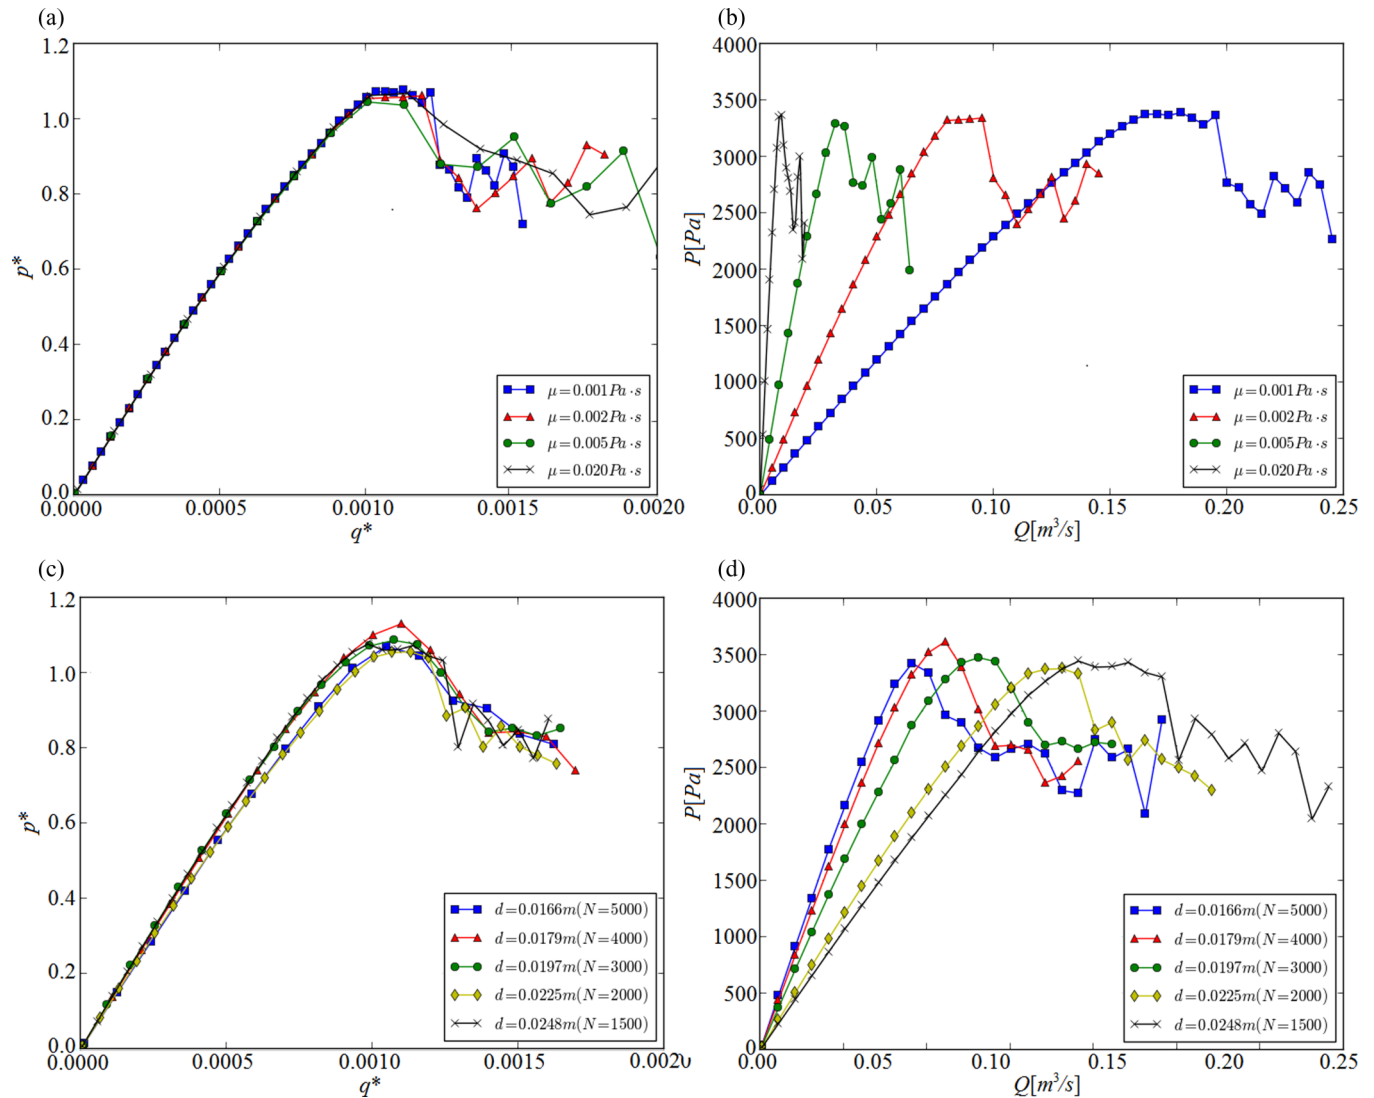 (a)
1.2
1.0
0.8
0.6
0.4
0.2
0.0
p*
0.0000 0.0005 0.0010 0.0015 0.0020
q*
μ=0.001Pa·s
μ=0.002Pa·s
μ=0.005Pa·s
μ=0.020Pa·s
(b)
4000
3500
3000
2500
2000
1500
1000
500
0
P[Pa]
0.00 0.05 0.10 0.15 0.20 0.25
Q[m³/s]
μ=0.001Pa·s
μ=0.002Pa·s
μ=0.005Pa·s
μ=0.020Pa·s
(c)
1.2
1.0
0.8
0.6
0.4
0.2
0.0
p*
0.0000 0.0005 0.0010 0.0015 0.0020
q*
d=0.0166m(N=5000)
d=0.0179m(N=4000)
d=0.0197m(N=3000)
d=0.0225m(N=2000)
d=0.0248m(N=1500)
(d)
4000
3500
3000
2500
2000
1500
1000
500
0
P[Pa]
0.00 0.05 0.10 0.15 0.20 0.25
Q[m³/s]
d=0.0166m(N=5000)
d=0.0179m(N=4000)
d=0.0197m(N=3000)
d=0.0225m(N=2000)
d=0.0248m(N=1500)